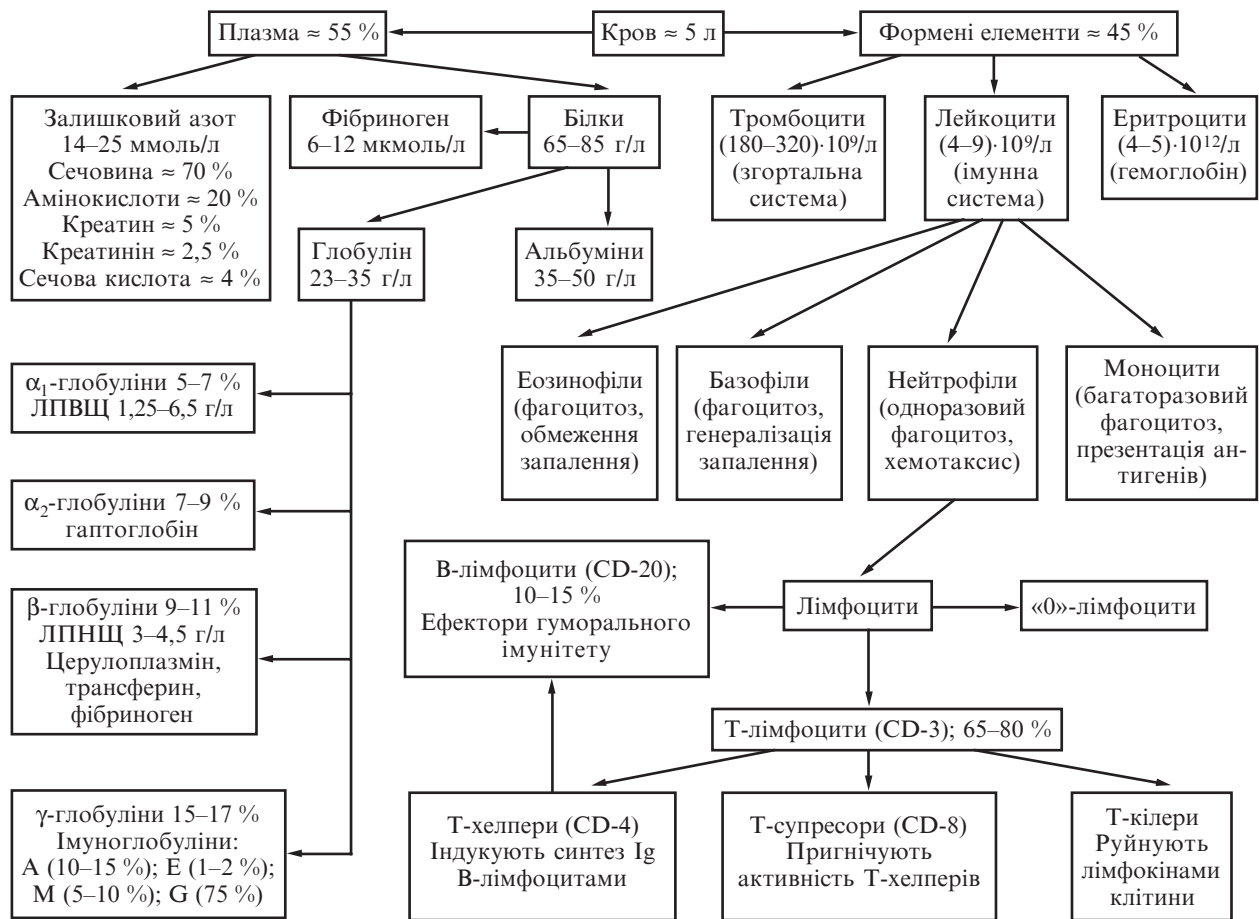 Плазма ≈ 55 %
Кров ≈ 5 л
Формені елементи ≈ 45 %
Залишковий азот
14–25 ммоль/л
Сечовина ≈ 70 %
Амінокислоти ≈ 20 %
Креатин ≈ 5 %
Креатинін ≈ 2,5 %
Сечова кислота ≈ 4 %
Фібриноген
6–12 мкмоль/л
Білки
65–85 г/л
Тромбоцити
(180–320)·10⁹/л
(згортальна
система)
Лейкоцити
(4–9)·10⁹/л
(імунна
система)
Еритроцити
(4–5)·10¹²/л
(гемоглобін)
Глобулін
23–35 г/л
Альбуміни
35–50 г/л
α₁-глобуліни 5–7 %
ЛПВЩ 1,25–6,5 г/л
α₂-глобуліни 7–9 %
гаптоглобін
β-глобуліни 9–11 %
ЛПНЩ 3–4,5 г/л
Церулоплазмін,
трансферин,
фібриноген
γ-глобуліни 15–17 %
Імуноглобуліни:
А (10–15 %); Е (1–2 %);
М (5–10 %); G (75 %)
Еозинофіли
(фагоцитоз,
обмеження
запалення)
Базофіли
(фагоцитоз,
генералізація
запалення)
Нейтрофіли
(одноразовий
фагоцитоз,
хемотаксис)
Моноцити
(багаторазовий
фагоцитоз,
презентація ан-
тигенів)
В-лімфоцити (CD-20);
10–15 %
Ефектори гуморального
імунітету
Лімфоцити
«0»-лімфоцити
Т-лімфоцити (CD-3); 65–80 %
Т-хелпери (CD-4)
Індукують синтез Ig
В-лімфоцитами
Т-супресори (CD-8)
Пригнічують
активність Т-хелперів
Т-кілери
Руйнують
лімфокінами
клітини